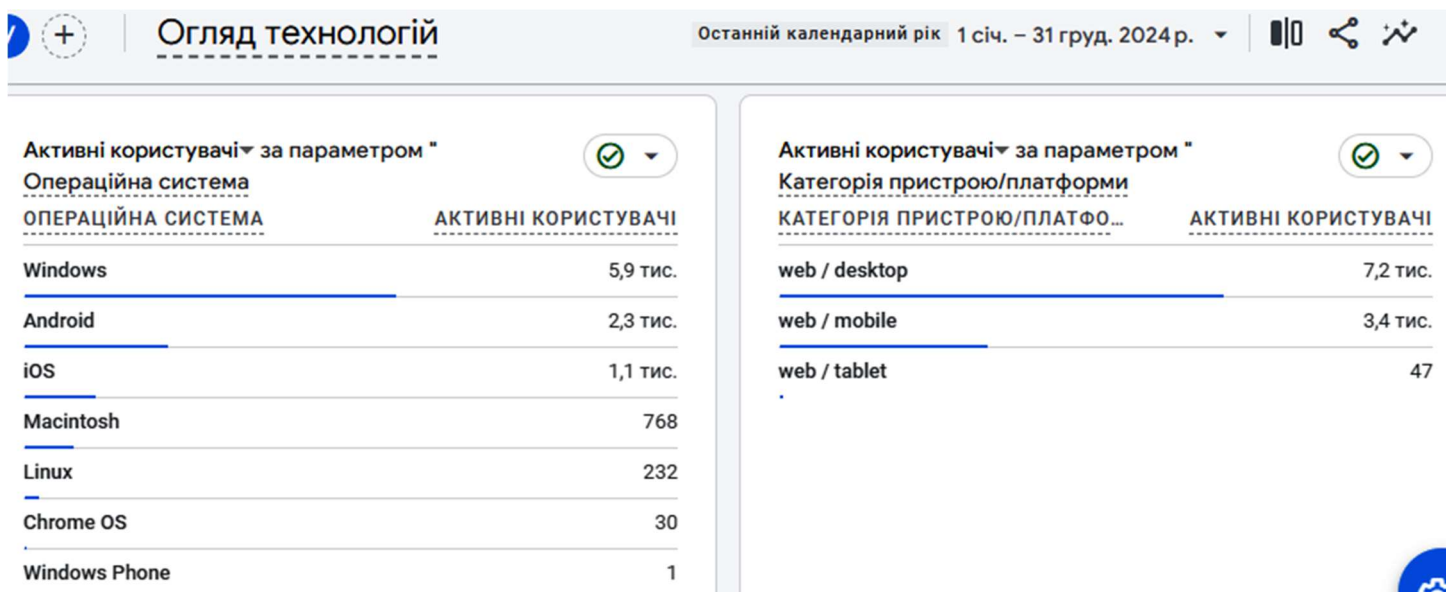 Огляд технологій
Останній календарний рік 1 січ. – 31 груд. 2024 р.
Активні користувачі за параметром "
Операційна система
ОПЕРАЦІЙНА СИСТЕМА АКТИВНІ КОРИСТУВАЧІ
Windows 5,9 тис.
Android 2,3 тис.
iOS 1,1 тис.
Macintosh 768
Linux 232
Chrome OS 30
Windows Phone 1
Активні користувачі за параметром "
Категорія пристрою/платформи
КАТЕГОРІЯ ПРИСТРОЮ/ПЛАТФО… АКТИВНІ КОРИСТУВАЧІ
web / desktop 7,2 тис.
web / mobile 3,4 тис.
web / tablet 47